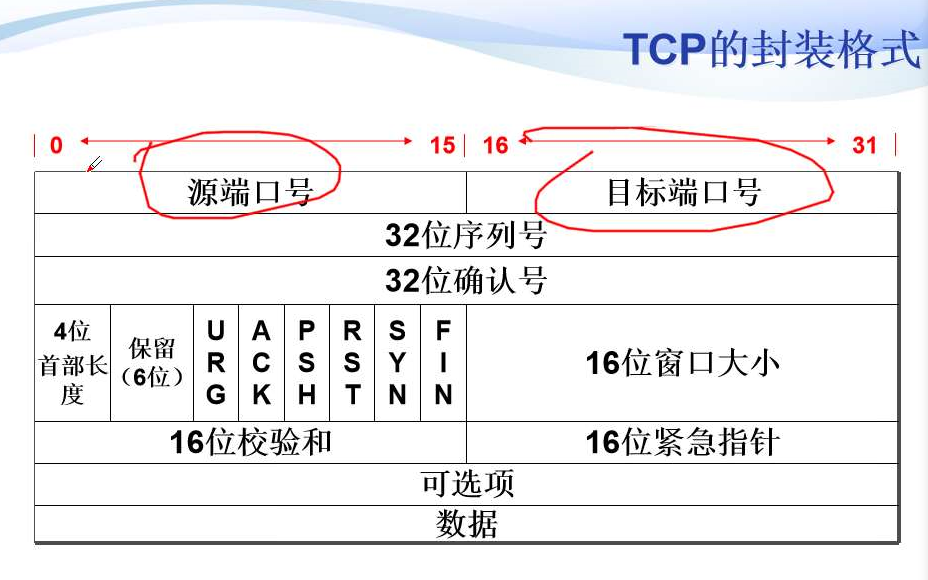 TCP的封装格式
0 15 16 31
源端口号 目标端口号
32位序列号
32位确认号
4位首部长度 保留（6位） URG ACK PSH RST SYN FIN 16位窗口大小
16位校验和 16位紧急指针
可选项
数据